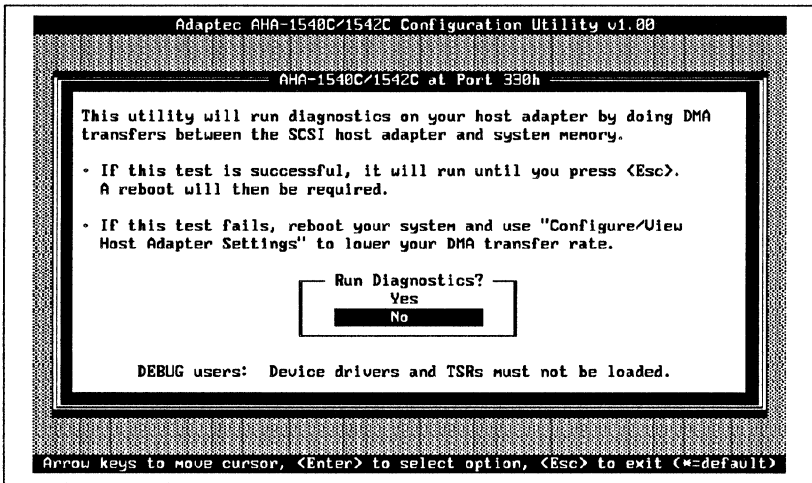 Adaptec AHA-1540C/1542C Configuration Utility v1.00
AHA-1540C/1542C at Port 330h
This utility will run diagnostics on your host adapter by doing DMA
transfers between the SCSI host adapter and system memory.
◦ If this test is successful, it will run until you press <Esc>.
A reboot will then be required.
◦ If this test fails, reboot your system and use "Configure/View
Host Adapter Settings" to lower your DMA transfer rate.
Run Diagnostics?
Yes
No
DEBUG users: Device drivers and TSRs must not be loaded.
Arrow keys to move cursor, <Enter> to select option, <Esc> to exit (*=default)